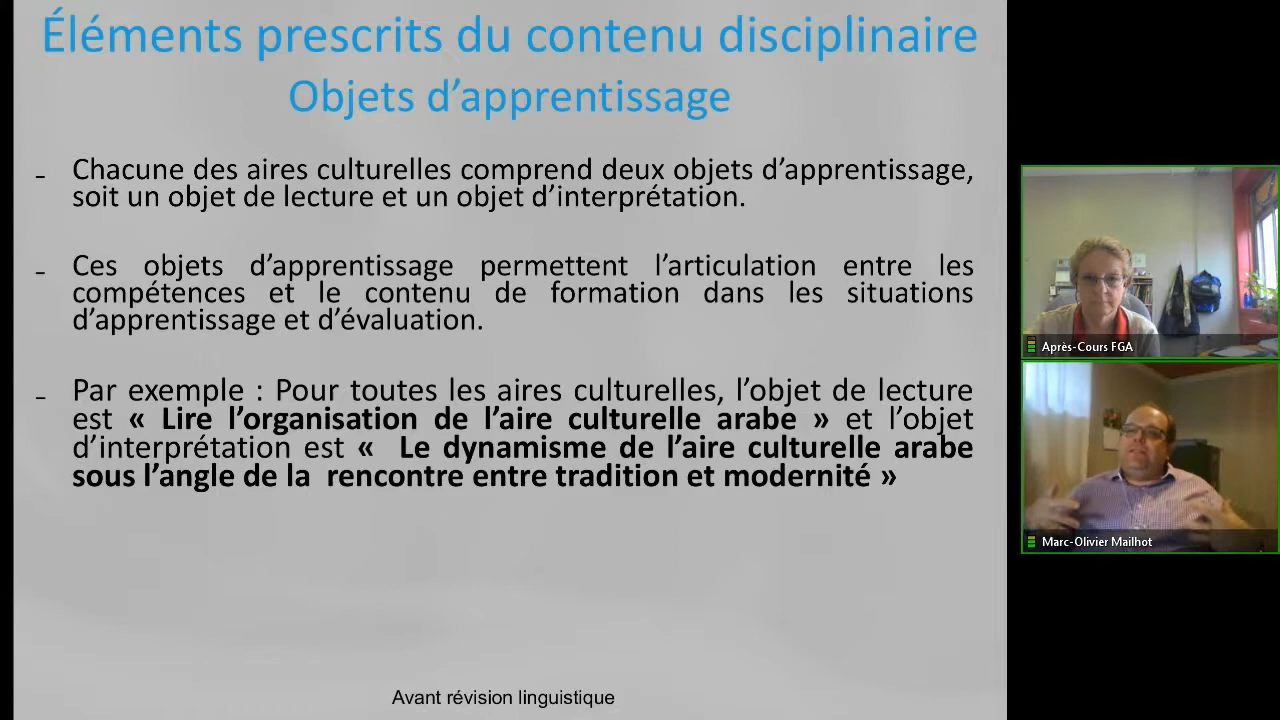 Éléments prescrits du contenu disciplinaire
Objets d’apprentissage
- Chacune des aires culturelles comprend deux objets d’apprentissage,
soit un objet de lecture et un objet d’interprétation.
- Ces objets d’apprentissage permettent l’articulation entre les
compétences et le contenu de formation dans les situations
d’apprentissage et d’évaluation.
- Par exemple : Pour toutes les aires culturelles, l’objet de lecture
est « Lire l’organisation de l’aire culturelle arabe » et l’objet
d’interprétation est « Le dynamisme de l’aire culturelle arabe
sous l’angle de la rencontre entre tradition et modernité »
Avant révision linguistique
Après-Cours FGA
Marc-Olivier Mailhot